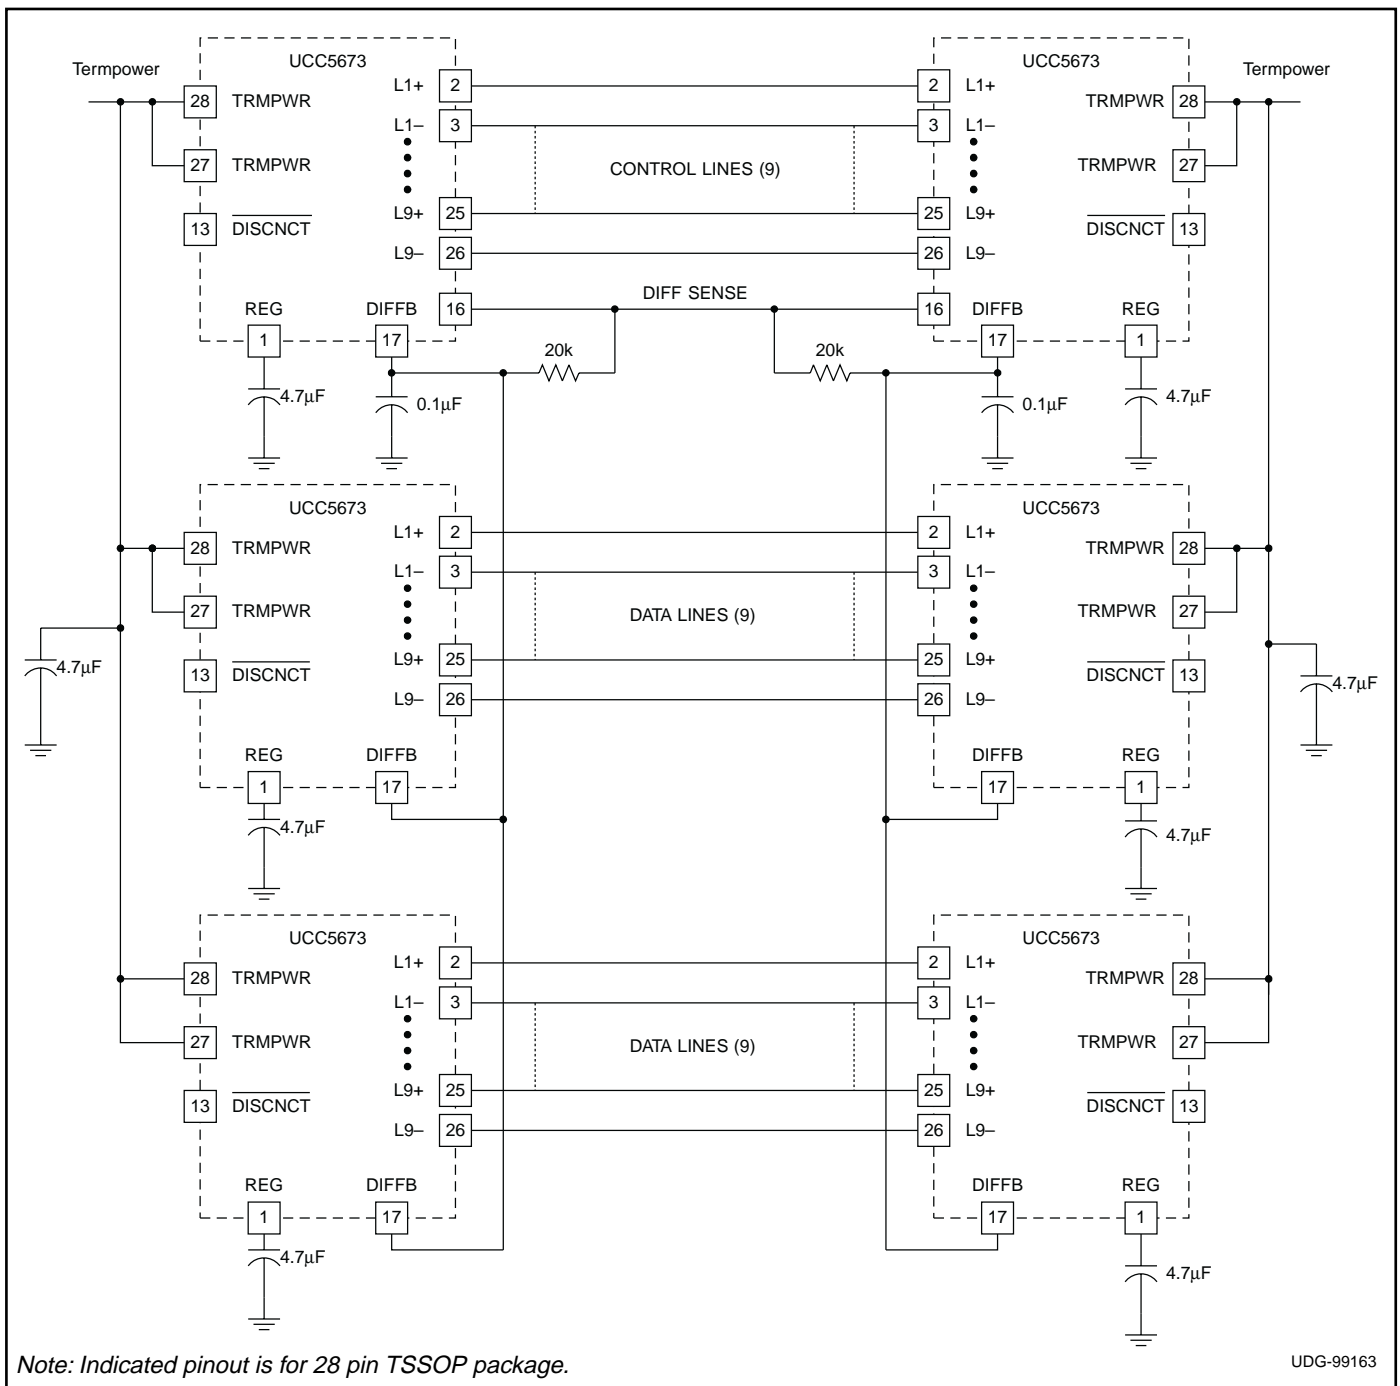 UCC5673 UCC5673
Termpower Termpower
L1+ 2 2 L1+
28 TRMPWR TRMPWR 28
L1– 3 3 L1–
27 TRMPWR CONTROL LINES (9) TRMPWR 27
L9+ 25 25 L9+
13 DISCNCT DISCNCT 13
L9– 26 26 L9–
DIFF SENSE
REG DIFFB 16 16 DIFFB REG
1 17 17 1
20k 20k
4.7µF 0.1µF 0.1µF 4.7µF
UCC5673 UCC5673
L1+ 2 2 L1+
28 TRMPWR TRMPWR 28
L1– 3 3 L1–
27 TRMPWR DATA LINES (9) TRMPWR 27
L9+ 25 25 L9+
4.7µF 13 DISCNCT DISCNCT 13 4.7µF
L9– 26 26 L9–
REG DIFFB DIFFB REG
1 17 17 1
4.7µF 4.7µF
UCC5673 UCC5673
L1+ 2 2 L1+
28 TRMPWR TRMPWR 28
L1– 3 3 L1–
27 TRMPWR DATA LINES (9) TRMPWR 27
L9+ 25 25 L9+
13 DISCNCT DISCNCT 13
L9– 26 26 L9–
REG DIFFB DIFFB REG
1 17 17 1
4.7µF 4.7µF
Note: Indicated pinout is for 28 pin TSSOP package. UDG-99163